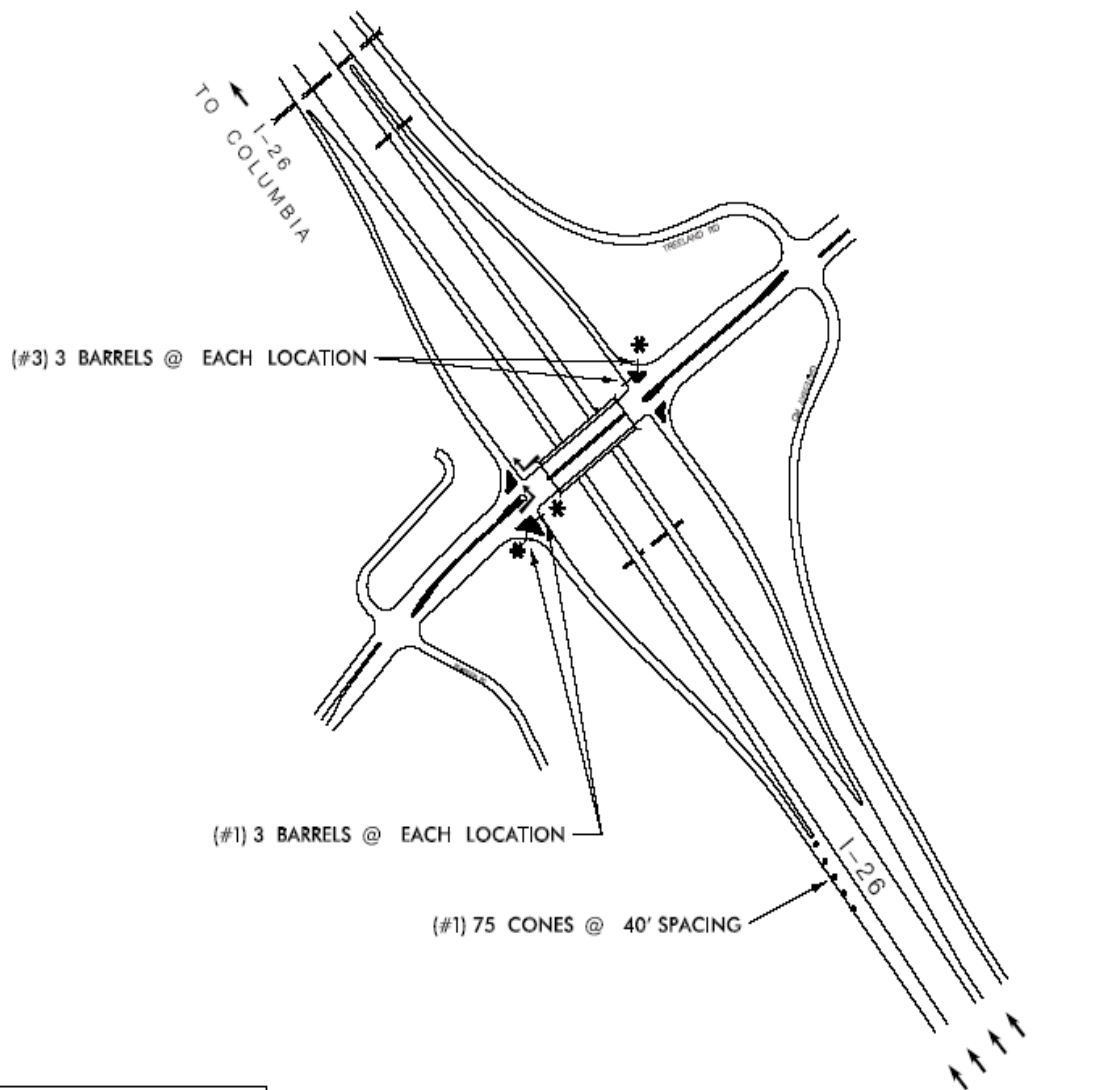 I-26
TO COLUMBIA
TREELAND RD
(#3) 3 BARRELS @ EACH LOCATION
*
*
*
(#1) 3 BARRELS @ EACH LOCATION
I-26
(#1) 75 CONES @ 40' SPACING